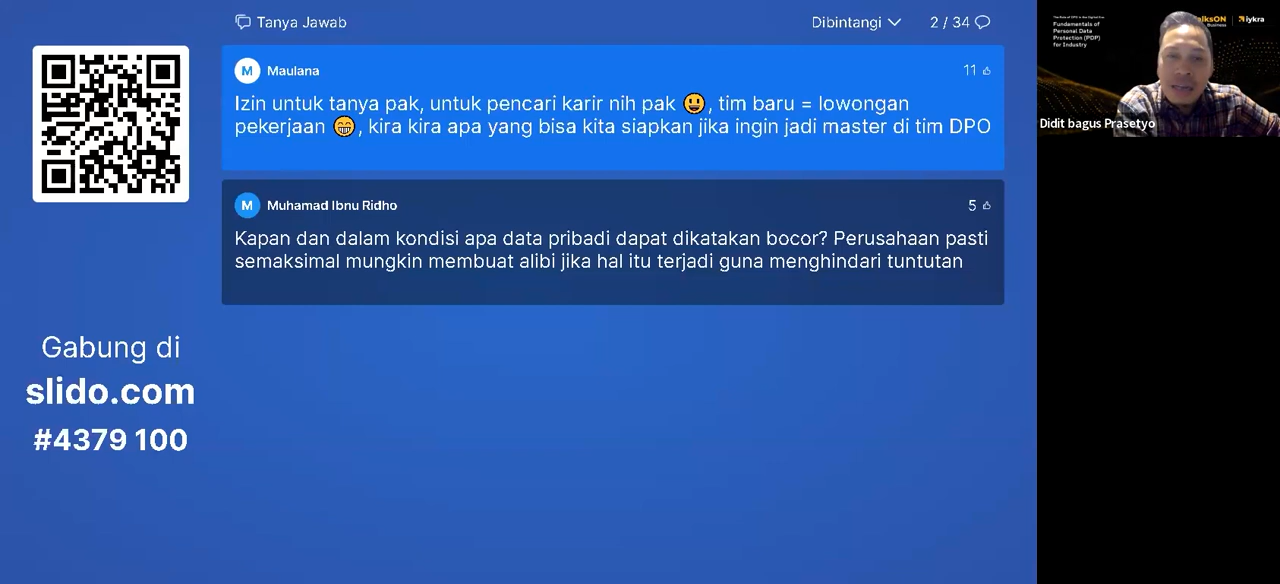 Tanya Jawab
Dibintangi
2 / 34
M
Maulana
11
Izin untuk tanya pak, untuk pencari karir nih pak 😃, tim baru = lowongan
pekerjaan 😁, kira kira apa yang bisa kita siapkan jika ingin jadi master di tim DPO
M
Muhamad Ibnu Ridho
5
Kapan dan dalam kondisi apa data pribadi dapat dikatakan bocor? Perusahaan pasti
semaksimal mungkin membuat alibi jika hal itu terjadi guna menghindari tuntutan
Gabung di
slido.com
#4379 100
Fundamentals of
Personal Data
Protection (PDP)
for Industry
iykra
Didit bagus Prasetyo